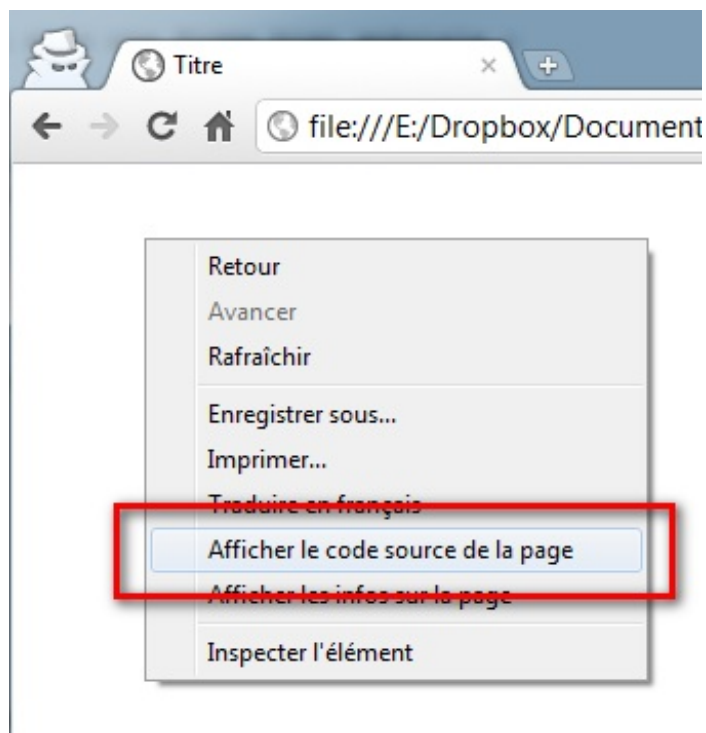 Titre
file:///E:/Dropbox/Document
Retour
Avancer
Rafraîchir
Enregistrer sous...
Imprimer...
Traduire en français
Afficher le code source de la page
Afficher les infos sur la page
Inspecter l'élément